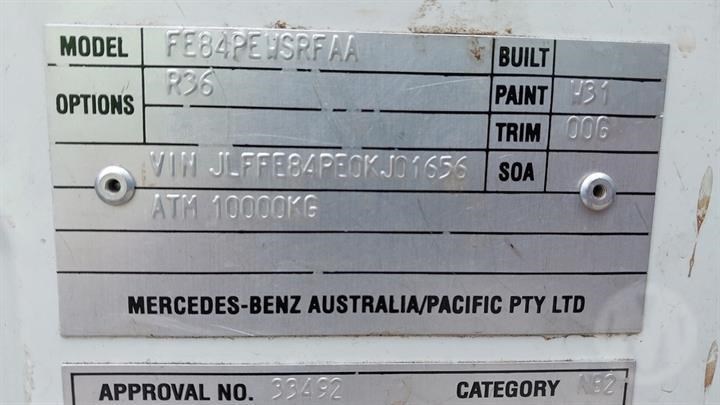 MODEL FE84PEWSRFAA BUILT
OPTIONS R36 PAINT W31
TRIM 00G
VIN JLFFE84PE0KJ01656 SOA
ATM 10000KG
MERCEDES-BENZ AUSTRALIA/PACIFIC PTY LTD
APPROVAL NO. 33492 CATEGORY NB2